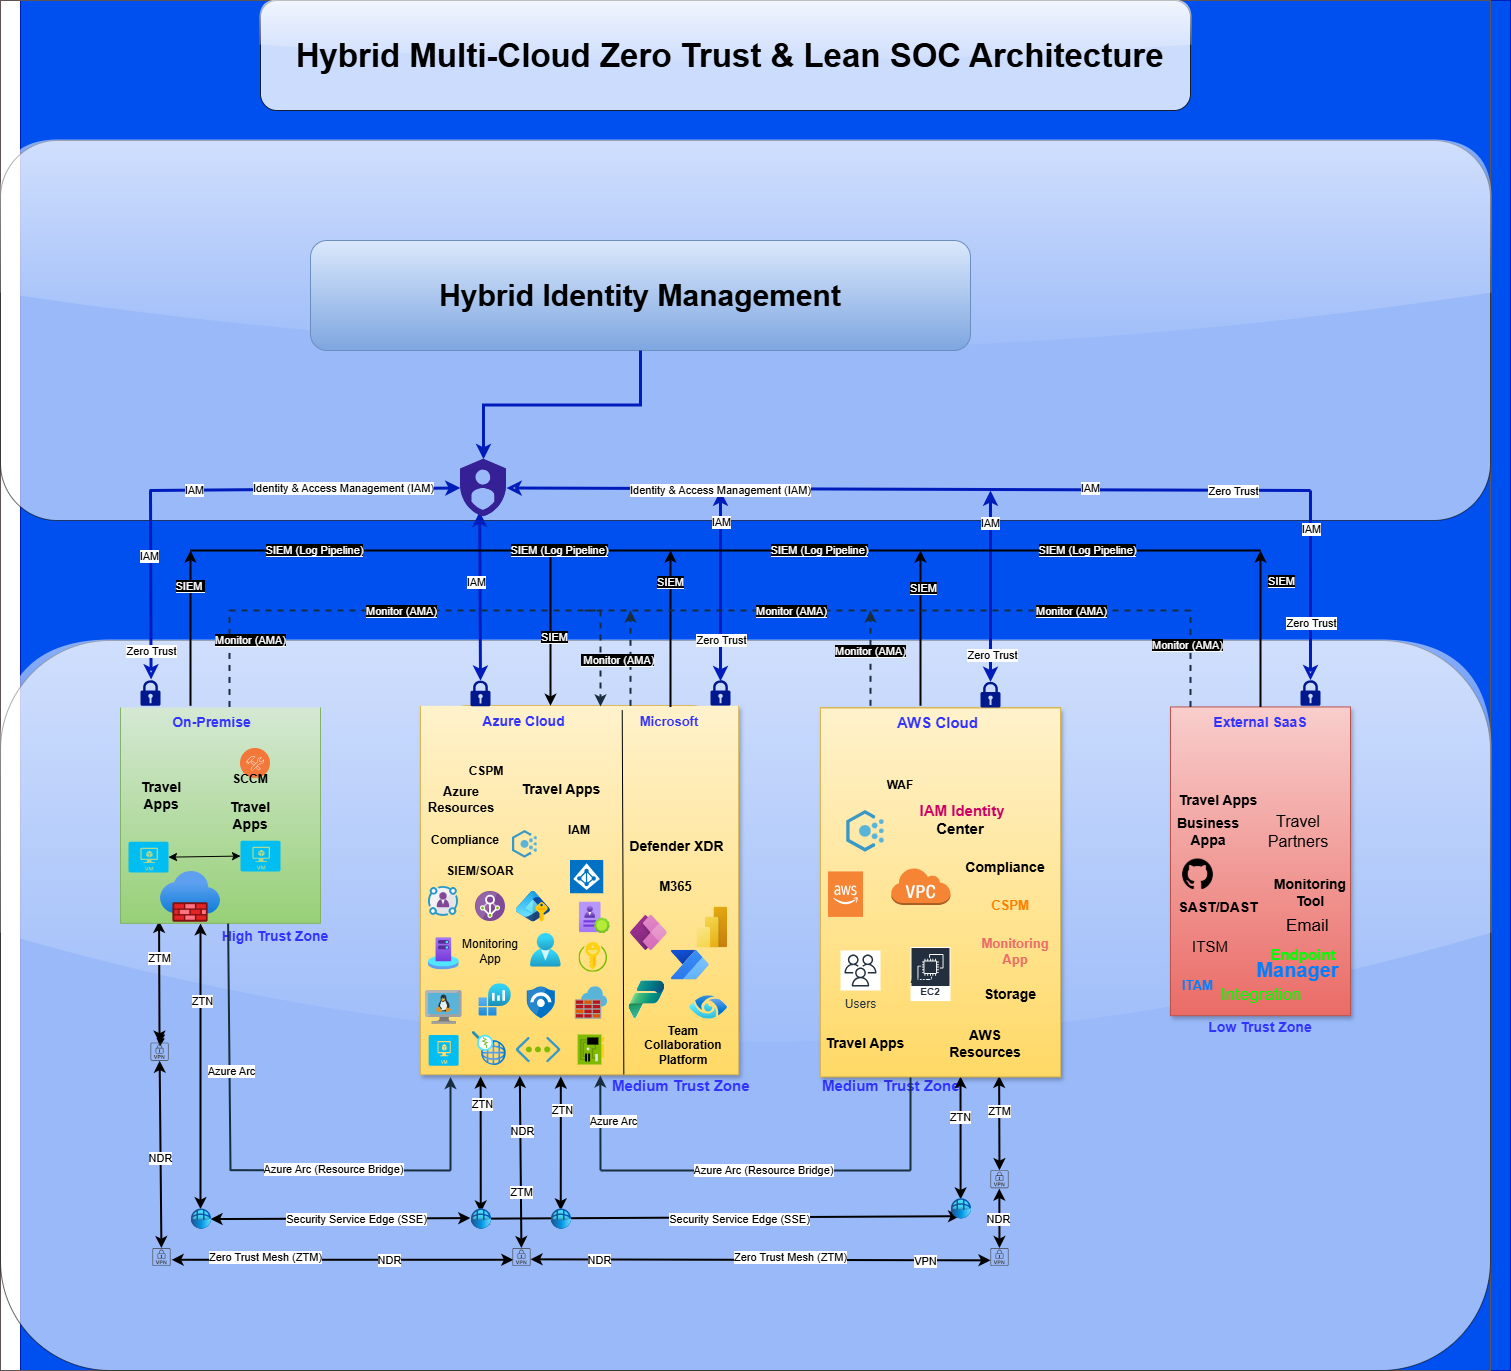 Hybrid Multi-Cloud Zero Trust & Lean SOC Architecture
Hybrid Identity Management
IAM
Identity & Access Management (IAM)
Identity & Access Management (IAM)
IAM
Zero Trust
IAM
IAM
IAM
IAM
IAM
SIEM (Log Pipeline)
SIEM (Log Pipeline)
SIEM (Log Pipeline)
SIEM (Log Pipeline)
SIEM
SIEM
SIEM
SIEM
SIEM
Monitor (AMA)
Monitor (AMA)
Monitor (AMA)
Monitor (AMA)
Monitor (AMA)
Monitor (AMA)
Monitor (AMA)
Zero Trust
Zero Trust
Zero Trust
Zero Trust
On-Premise
SCCM
Travel
Apps
Travel
Apps
VM
VM
High Trust Zone
Azure Cloud
Microsoft
CSPM
Azure
Resources
Travel Apps
Compliance
IAM
SIEM/SOAR
Monitoring
App
VM
Defender XDR
M365
Team
Collaboration
Platform
Medium Trust Zone
AWS Cloud
WAF
IAM Identity
Center
Compliance
aws
VPC
CSPM
Monitoring
App
Users
EC2
Storage
Travel Apps
AWS
Resources
Medium Trust Zone
External SaaS
Travel Apps
Business
Appa
Travel
Partners
Monitoring
Tool
SAST/DAST
Email
ITSM
Endpoint
Manager
ITAM
Integration
Low Trust Zone
ZTM
ZTN
VPN
Azure Arc
NDR
Azure Arc (Resource Bridge)
ZTN
NDR
ZTN
ZTM
Azure Arc
Azure Arc (Resource Bridge)
ZTN
ZTM
VPN
NDR
Security Service Edge (SSE)
Security Service Edge (SSE)
VPN
Zero Trust Mesh (ZTM)
NDR
VPN
NDR
Zero Trust Mesh (ZTM)
VPN
VPN